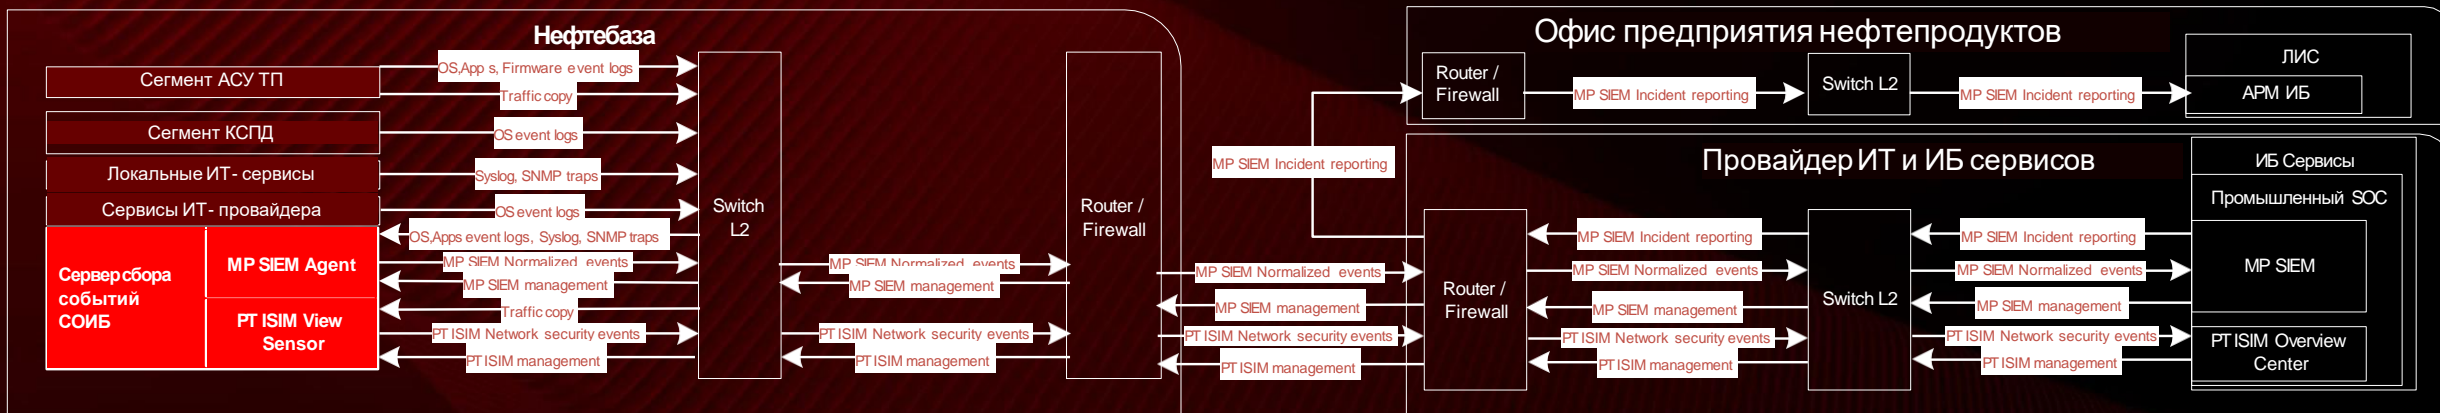 Нефтебаза
Сегмент АСУ ТП
OS,App s, Firmware event logs
Traffic copy
Сегмент КСПД
OS event logs
Локальные ИТ- сервисы
Syslog, SNMP traps
Сервисы ИТ- провайдера
OS event logs
OS,Apps event logs, Syslog, SNMP traps
Сервер сбора
событий
СОИБ
MP SIEM Agent
MP SIEM Normalized events
MP SIEM management
Traffic copy
PT ISIM View
Sensor
PT ISIM Network security events
PT ISIM management
Switch
L2
MP SIEM Normalized events
MP SIEM management
PT ISIM Network security events
PT ISIM management
Router /
Firewall
MP SIEM Incident reporting
MP SIEM Normalized events
MP SIEM management
PT ISIM Network security events
PT ISIM management
Офис предприятия нефтепродуктов
Router /
Firewall
MP SIEM Incident reporting
Switch L2
MP SIEM Incident reporting
ЛИС
АРМ ИБ
Провайдер ИТ и ИБ сервисов
Router /
Firewall
MP SIEM Incident reporting
MP SIEM Normalized events
MP SIEM management
PT ISIM Network security events
PT ISIM management
Switch L2
MP SIEM Incident reporting
MP SIEM Normalized events
MP SIEM management
PT ISIM Network security events
PT ISIM management
ИБ Сервисы
Промышленный SOC
MP SIEM
PT ISIM Overview
Center